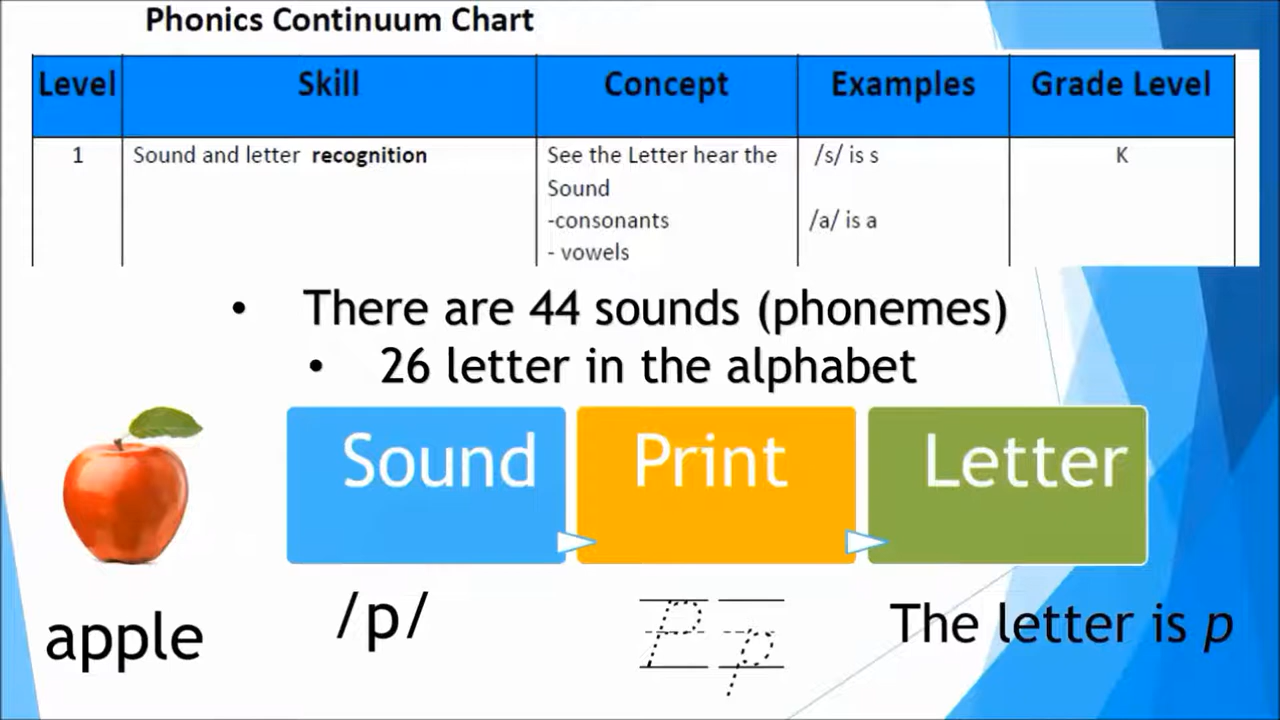 Phonics Continuum Chart
Level Skill Concept Examples Grade Level
1 Sound and letter recognition See the Letter hear the /s/ is s K
Sound
-consonants /a/ is a
- vowels
• There are 44 sounds (phonemes)
• 26 letter in the alphabet
Sound Print Letter
apple /p/ P p The letter is p